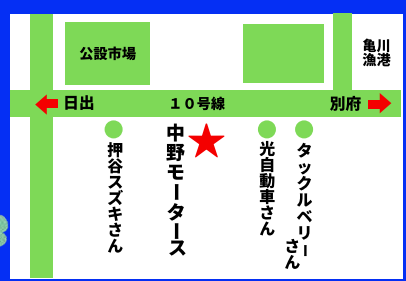 公設市場
亀川
漁港
日出
１０号線
別府
押谷スズキさん
中野モータース
光自動車さん
タックルベリー
さん